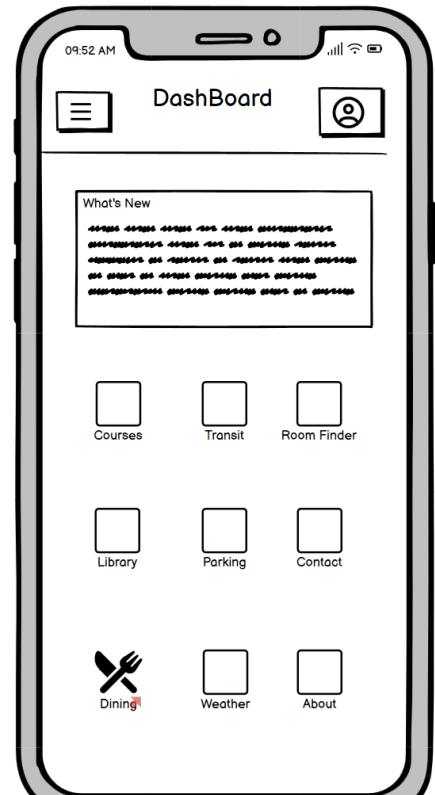 09:52 AM
DashBoard
What's New
Courses
Transit
Room Finder
Library
Parking
Contact
Dining
Weather
About